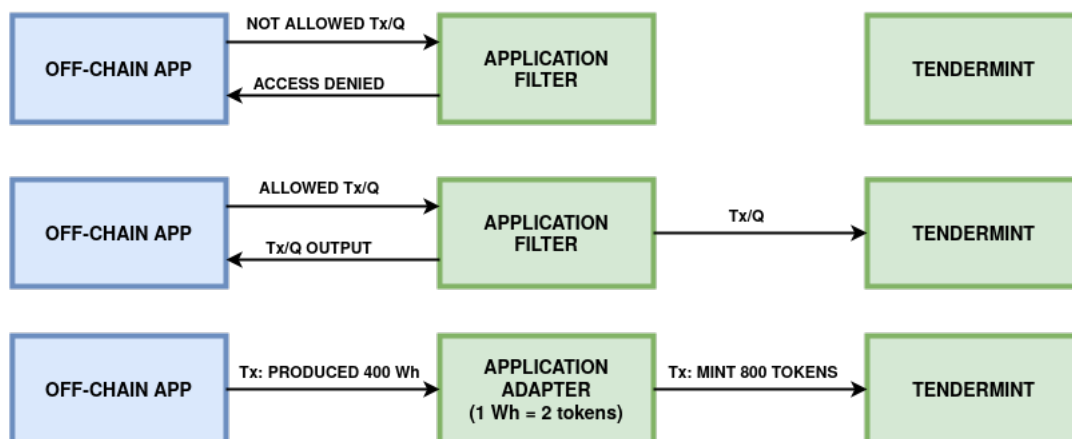 NOT ALLOWED Tx/Q
OFF-CHAIN APP
ACCESS DENIED
APPLICATION
FILTER
TENDERMINT
ALLOWED Tx/Q
OFF-CHAIN APP
Tx/Q OUTPUT
APPLICATION
FILTER
Tx/Q
TENDERMINT
OFF-CHAIN APP
Tx: PRODUCED 400 Wh
APPLICATION
ADAPTER
(1 Wh = 2 tokens)
Tx: MINT 800 TOKENS
TENDERMINT